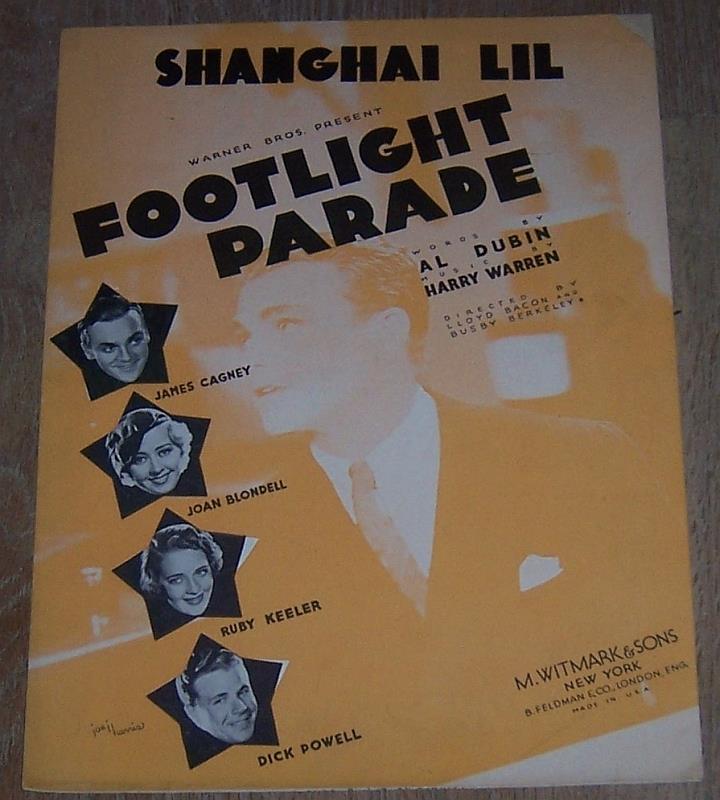 SHANGHAI LIL
WARNER BROS. PRESENT
FOOTLIGHT
PARADE
WORDS BY
AL DUBIN
MUSIC BY
HARRY WARREN
DIRECTED BY
LLOYD BACON AND
BUSBY BERKELEY
JAMES CAGNEY
JOAN BLONDELL
RUBY KEELER
DICK POWELL
M. WITMARK & SONS
NEW YORK
B. FELDMAN & CO., LONDON, ENG.
MADE IN U.S.A.